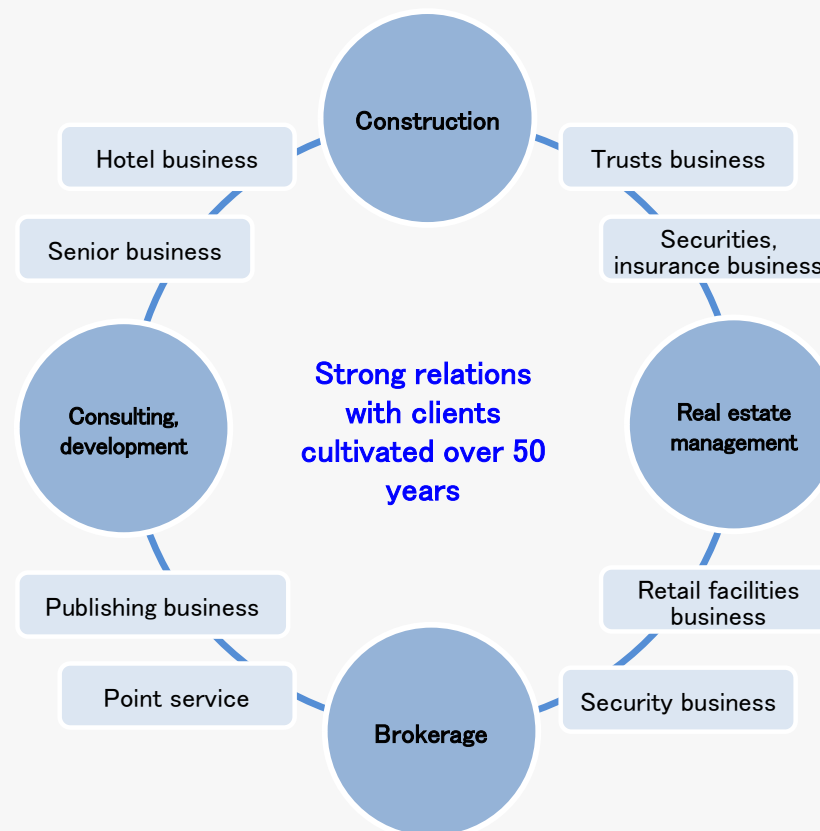 Construction
Hotel business
Trusts business
Senior business
Securities,
insurance business
Strong relations
with clients
cultivated over 50
years
Consulting,
development
Real estate
management
Publishing business
Retail facilities
business
Point service
Security business
Brokerage